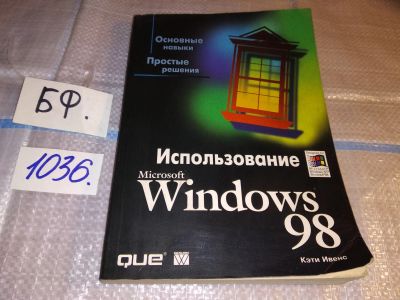 Основные
навыки
Простые
решения
БФ.
1036.
Использование
Microsoft
Windows
98
Кэти Ивенс
QUE